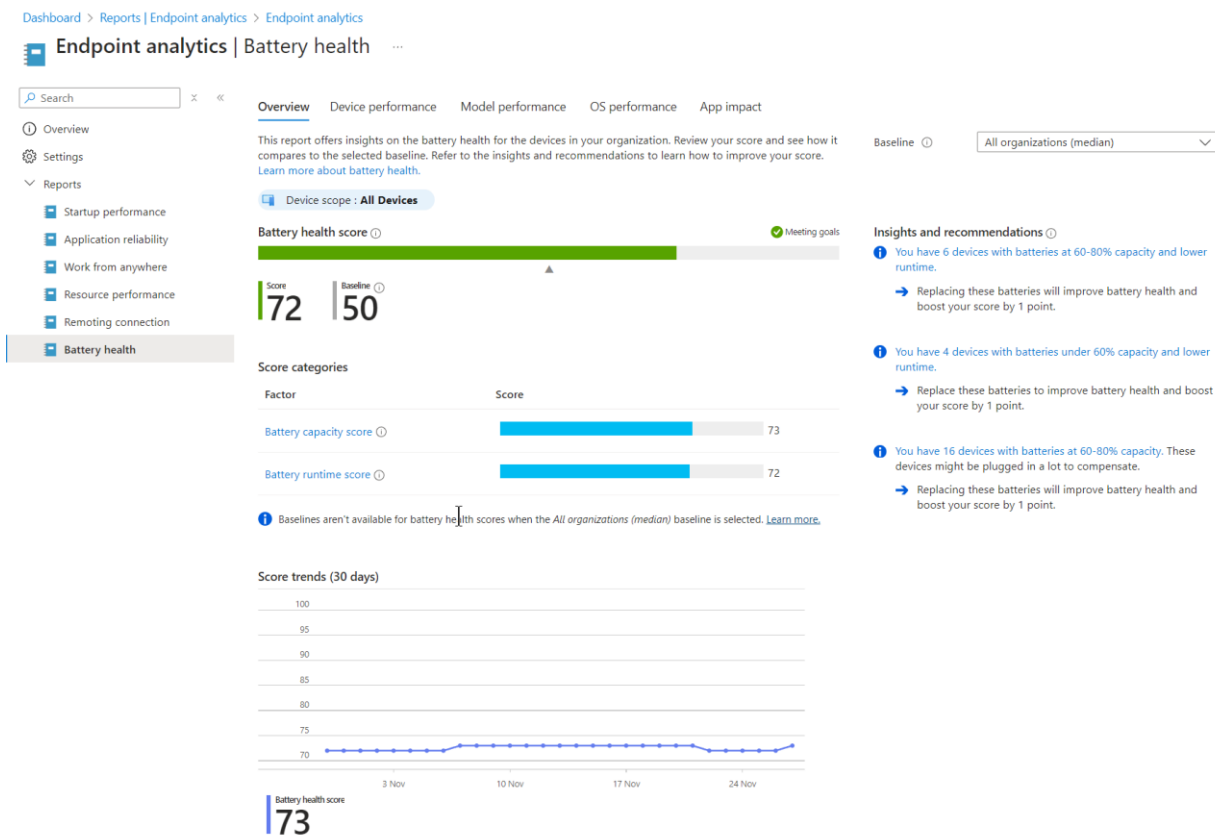 Dashboard > Reports | Endpoint analytics > Endpoint analytics
Endpoint analytics | Battery health ...
Search
Overview
Settings
Reports
Startup performance
Application reliability
Work from anywhere
Resource performance
Remoting connection
Battery health
Overview Device performance Model performance OS performance App impact
This report offers insights on the battery health for the devices in your organization. Review your score and see how it
compares to the selected baseline. Refer to the insights and recommendations to learn how to improve your score.
Learn more about battery health.
Baseline All organizations (median)
Device scope : All Devices
Battery health score Meeting goals
Score
72
Baseline
50
Score categories
Factor Score
Battery capacity score 73
Battery runtime score 72
Baselines aren't available for battery health scores when the All organizations (median) baseline is selected. Learn more.
Score trends (30 days)
100
95
90
85
80
75
70
3 Nov 10 Nov 17 Nov 24 Nov
Battery health score
73
Insights and recommendations
You have 6 devices with batteries at 60-80% capacity and lower
runtime.
Replacing these batteries will improve battery health and
boost your score by 1 point.
You have 4 devices with batteries under 60% capacity and lower
runtime.
Replace these batteries to improve battery health and boost
your score by 1 point.
You have 16 devices with batteries at 60-80% capacity. These
devices might be plugged in a lot to compensate.
Replacing these batteries will improve battery health and
boost your score by 1 point.